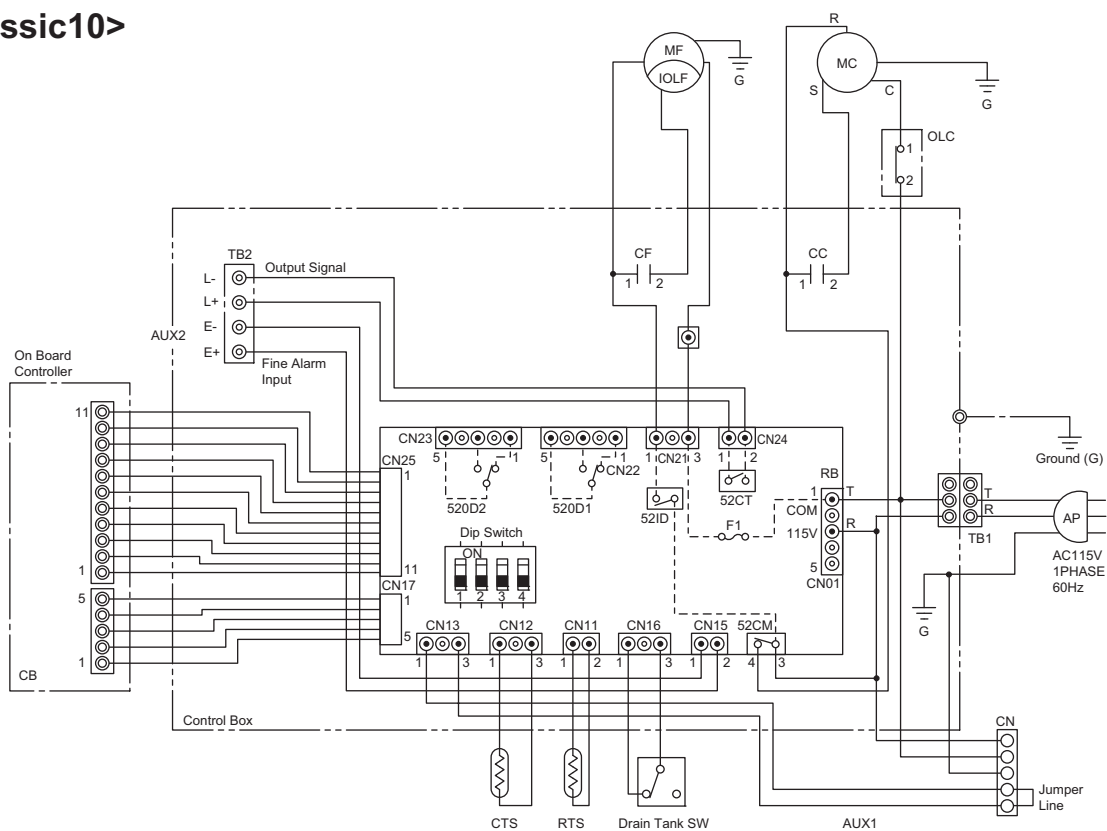 ssic10>
R
MF
IOLF
G
MC
S
C
G
OLC
1
2
CF
1
2
CC
1
2
TB2
L-
Output Signal
L+
E-
E+
Fine Alarm
Input
AUX2
On Board
Controller
11
1
5
1
CB
CN23
5
1
520D2
5
1
CN22
520D1
1
CN21
3
52ID
CN24
1
2
52CT
CN25
1
11
CN17
1
5
Dip Switch
ON
1
2
3
4
F1
RB
1
T
COM
115V
R
5
CN01
Ground (G)
T
R
TB1
AP
AC115V
1PHASE
60Hz
G
CN13
1
3
CN12
1
3
CN11
1
2
CN16
1
3
CN15
1
2
52CM
4
3
Control Box
CTS
RTS
Drain Tank SW
AUX1
CN
Jumper
Line